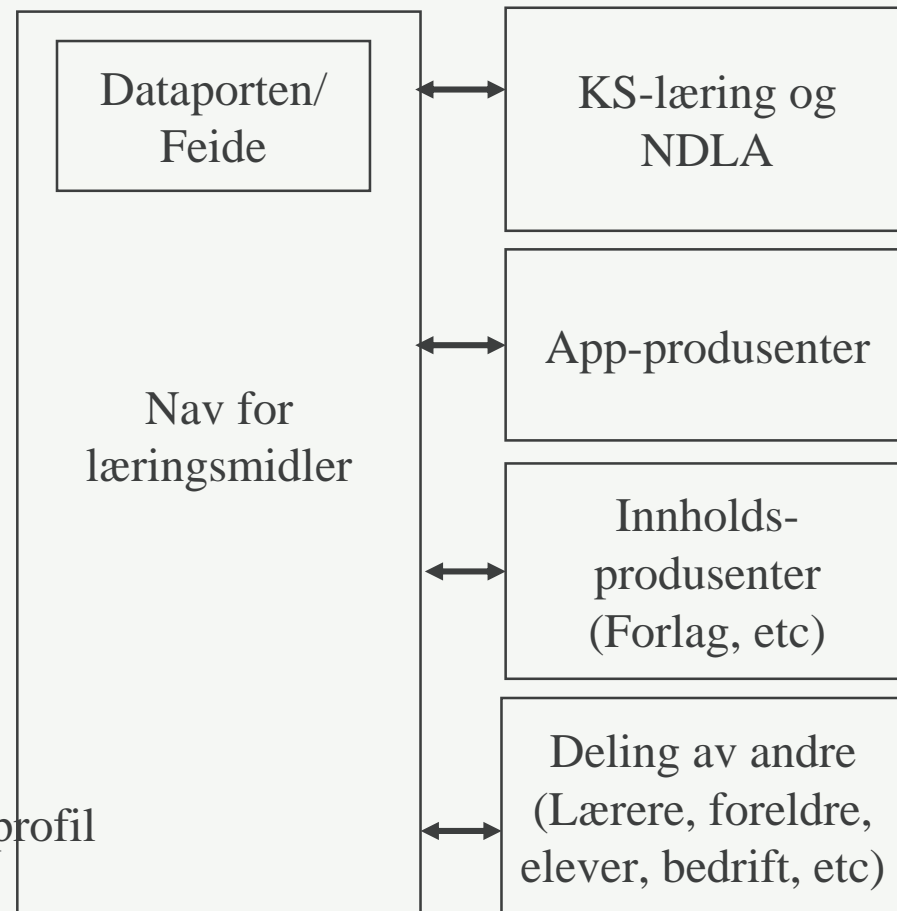 Dataporten/
Feide
Nav for
læringsmidler
profil
KS-læring og
NDLA
App-produsenter
Innholds-
produsenter
(Forlag, etc)
Deling av andre
(Lærere, foreldre,
elever, bedrift, etc)